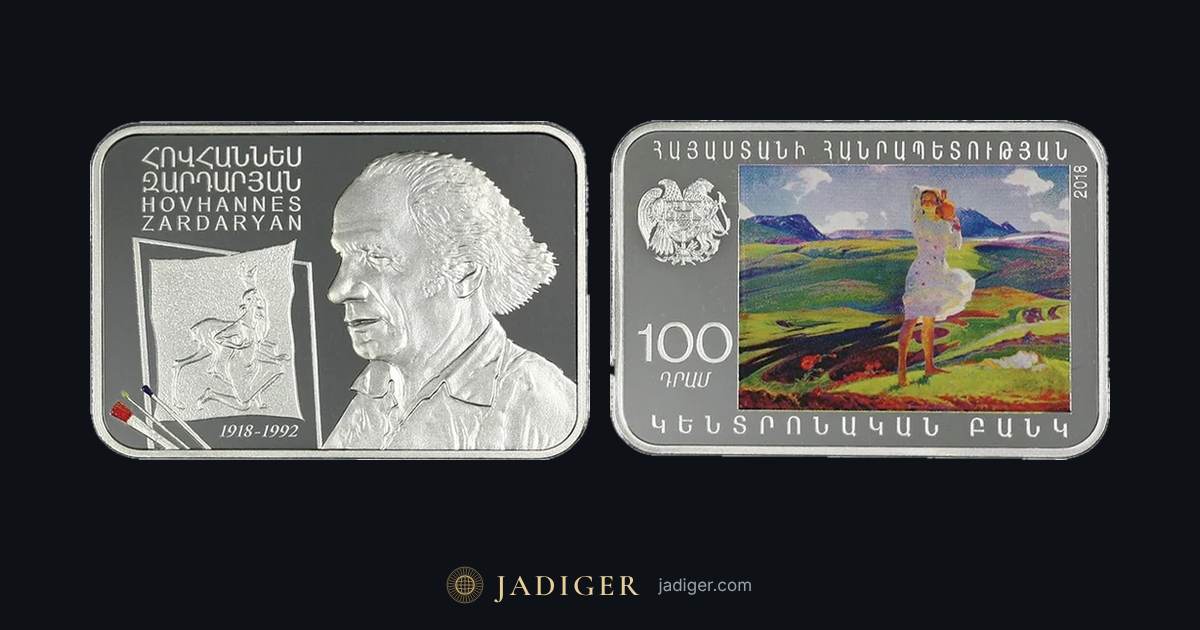 ՀՈՎՀԱՆՆԵՍ
ԶԱՐԴԱՐՅԱՆ
HOVHANNES
ZARDARYAN
1918-1992
ՀԱՅԱՍՏԱՆԻ ՀԱՆՐԱՊԵՏՈՒԹՅԱՆ
2018
100
ԴՐԱՄ
ԿԵՆՏՐՈՆԱԿԱՆ ԲԱՆԿ
JADIGER jadiger.com